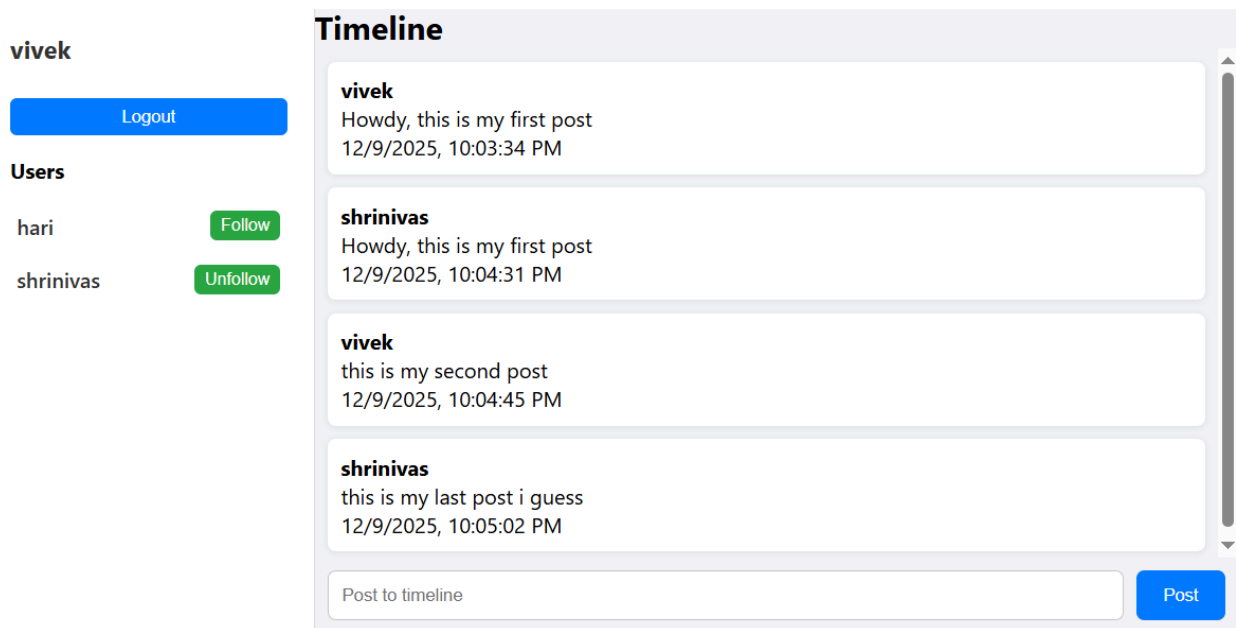 vivek
Logout
Users
hari
Follow
shrinivas
Unfollow
Timeline
vivek
Howdy, this is my first post
12/9/2025, 10:03:34 PM
shrinivas
Howdy, this is my first post
12/9/2025, 10:04:31 PM
vivek
this is my second post
12/9/2025, 10:04:45 PM
shrinivas
this is my last post i guess
12/9/2025, 10:05:02 PM
Post to timeline
Post